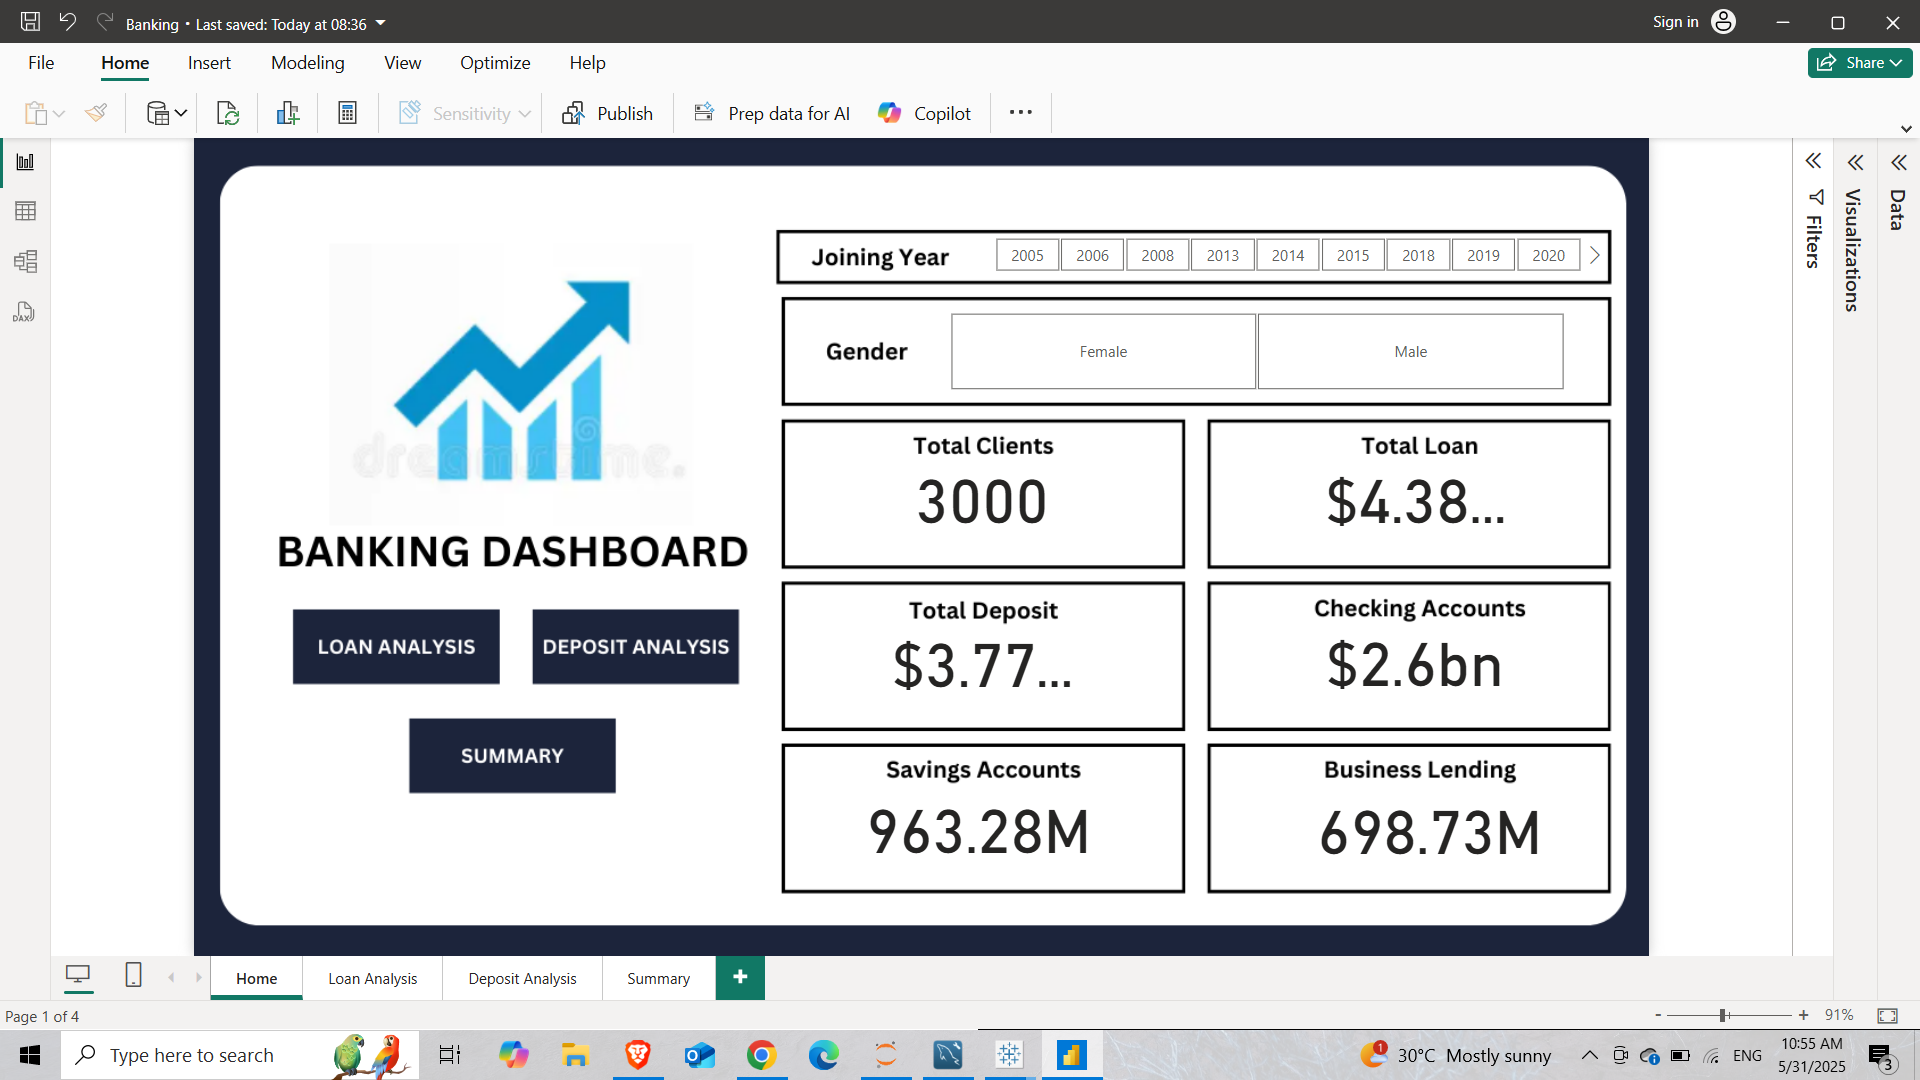 Banking • Last saved: Today at 08:36
Sign in
File Home Insert Modeling View Optimize Help
Share
Sensitivity Publish Prep data for AI Copilot
Filters
Visualizations
Data
DAX
Joining Year 2005 2006 2008 2013 2014 2015 2018 2019 2020
Gender Female Male
dreamstime.
BANKING DASHBOARD
LOAN ANALYSIS DEPOSIT ANALYSIS
SUMMARY
Total Clients
3000
Total Loan
$4.38...
Total Deposit
$3.77...
Checking Accounts
$2.6bn
Savings Accounts
963.28M
Business Lending
698.73M
Home Loan Analysis Deposit Analysis Summary
Page 1 of 4
- + 91%
Type here to search
1
30°C Mostly sunny
ENG
10:55 AM
5/31/2025
3